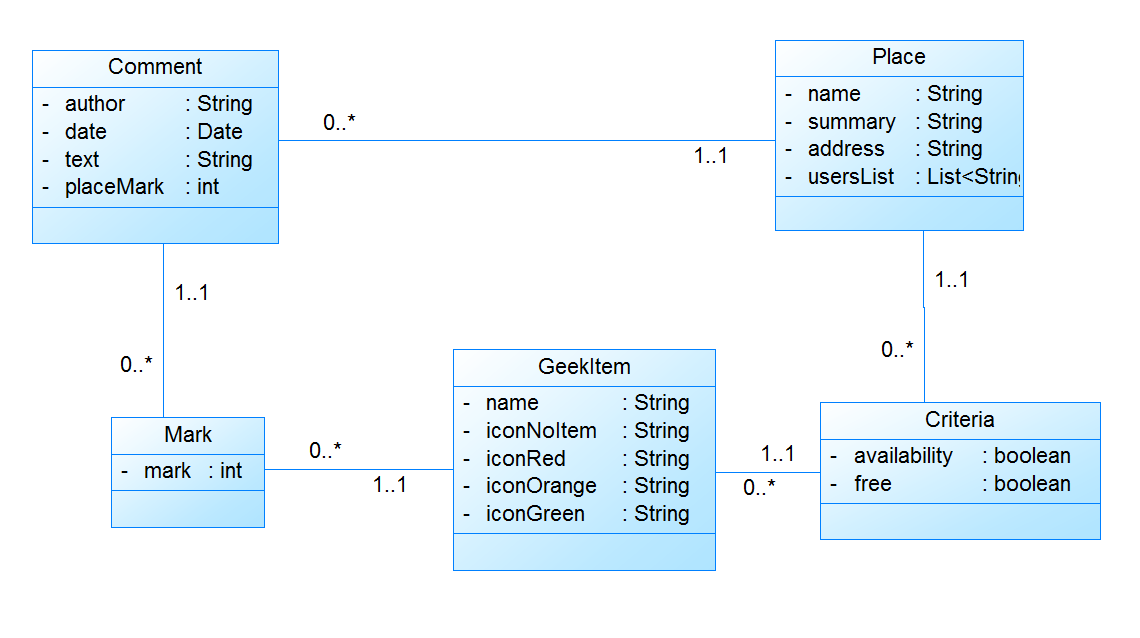 Comment
- author : String
- date : Date
- text : String
- placeMark : int
Place
- name : String
- summary : String
- address : String
- usersList : List<String
0..*
1..1
1..1
0..*
1..1
0..*
Mark
- mark : int
0..*
1..1
GeekItem
- name : String
- iconNoItem : String
- iconRed : String
- iconOrange : String
- iconGreen : String
1..1
0..*
Criteria
- availability : boolean
- free : boolean